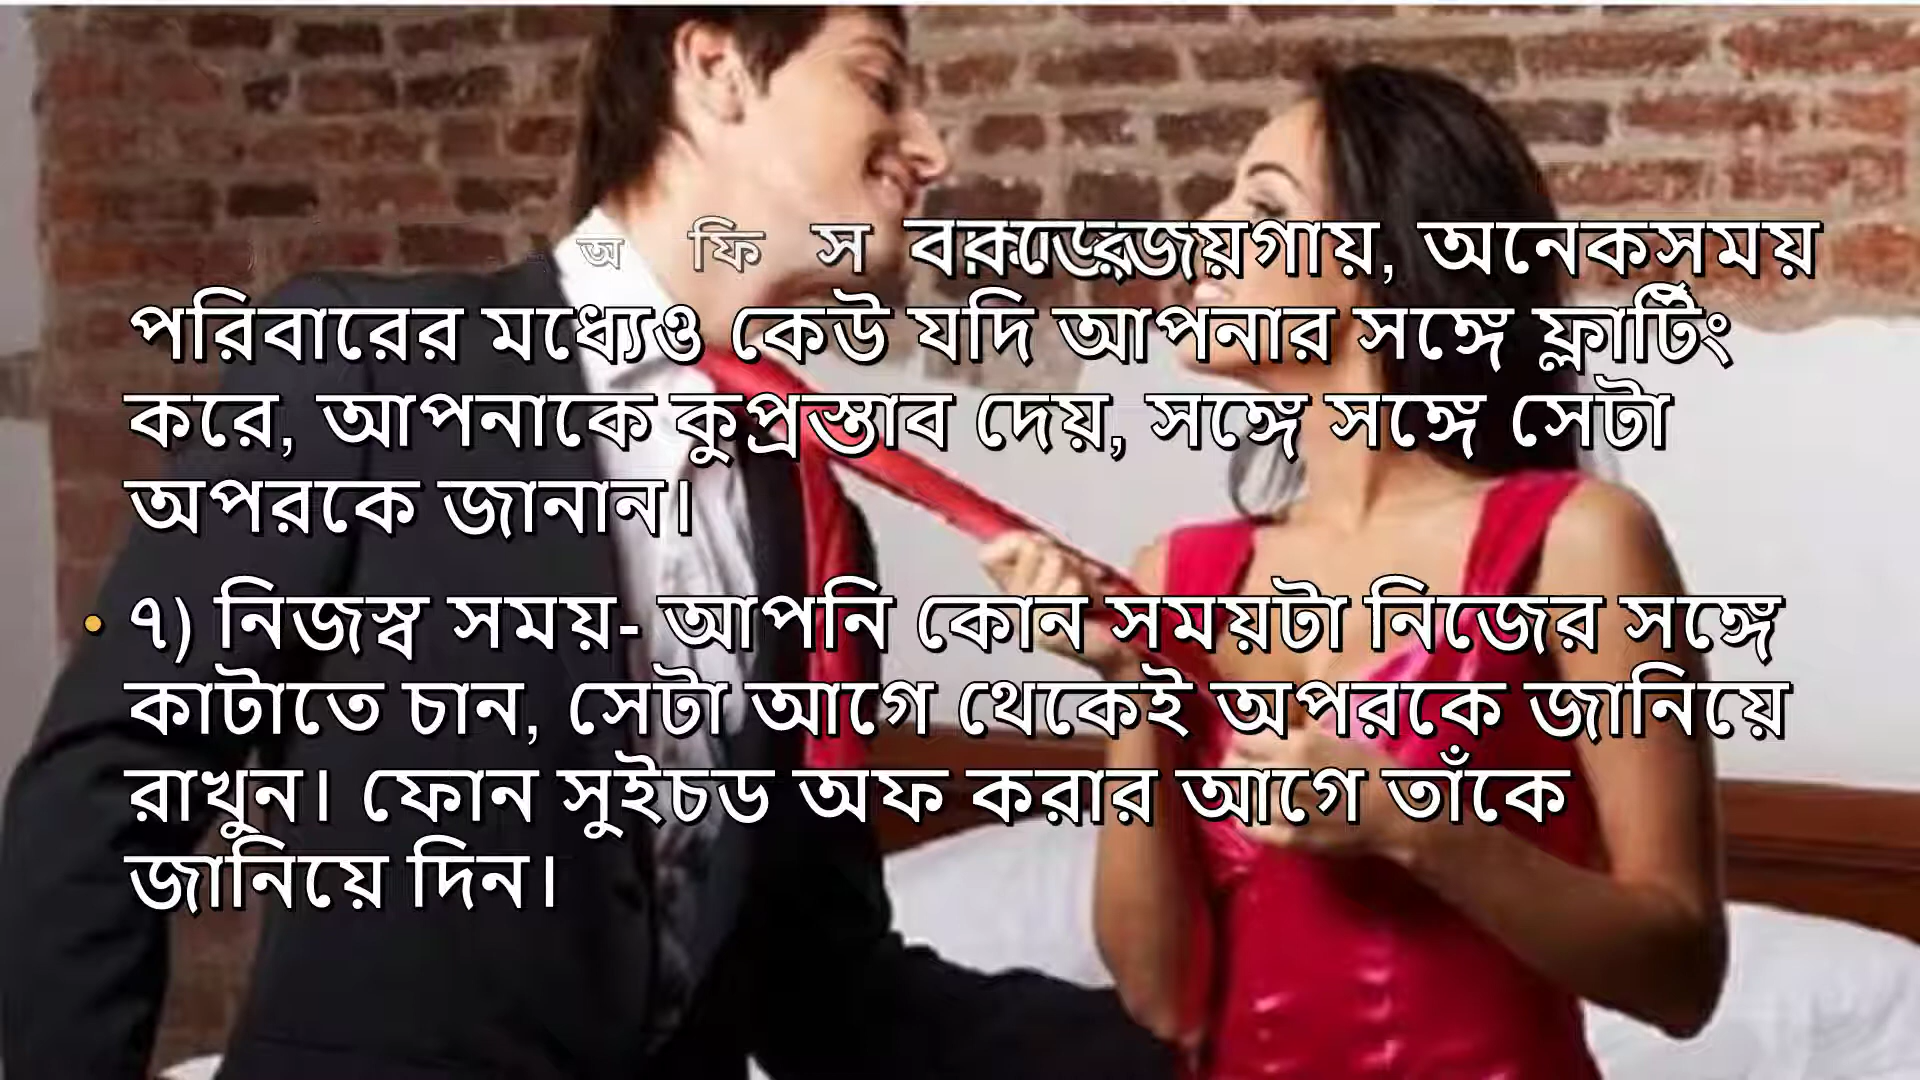 অ ফি স জায়গায়, অনেকসময়
পরিবারের মধ্যেও কেউ যদি আপনার সঙ্গে ফ্লার্টিং
করে, আপনাকে কুপ্রস্তাব দেয়, সঙ্গে সঙ্গে সেটা
অপরকে জানান।
• ৭) নিজস্ব সময়- আপনি কোন সময়টা নিজের সঙ্গে
কাটাতে চান, সেটা আগে থেকেই অপরকে জানিয়ে
রাখুন। ফোন সুইচড অফ করার আগে তাঁকে
জানিয়ে দিন।